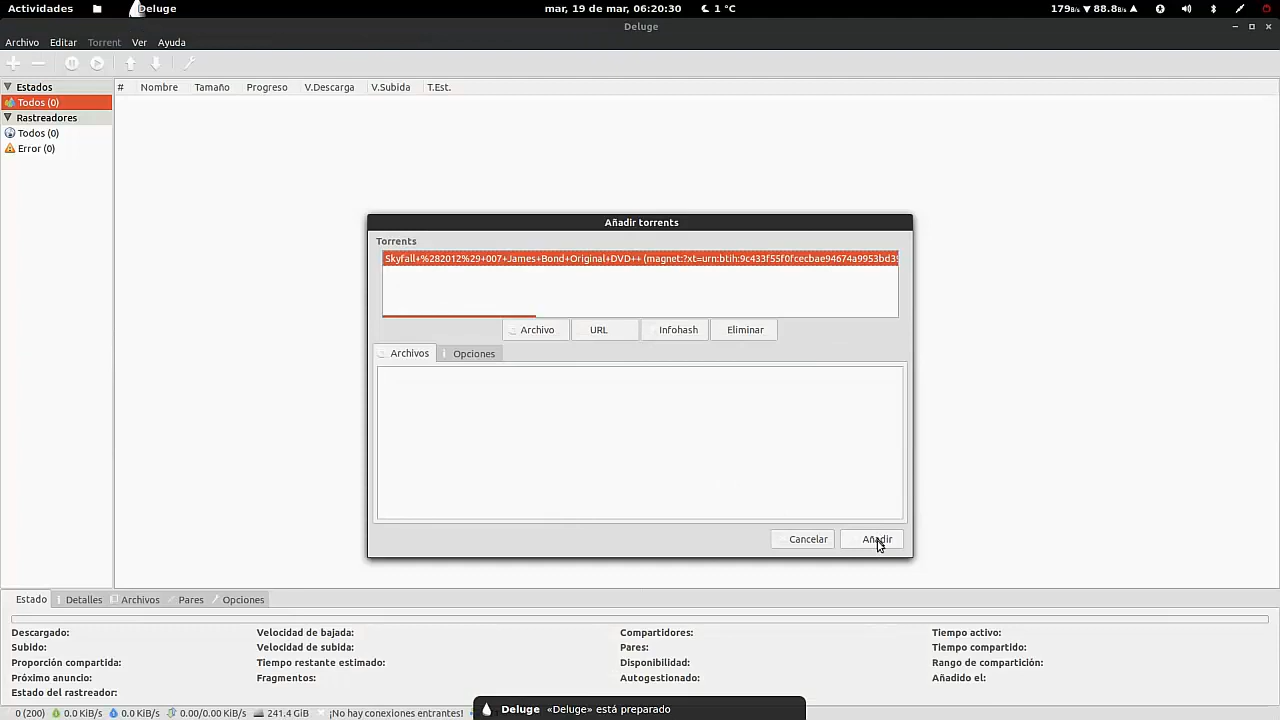 Actividades Deluge mar, 19 de mar, 06:20:30 1 °C 179 B/s 88.8 B/s
Deluge
Archivo Editar Torrent Ver Ayuda
Estados
# Nombre Tamaño Progreso V.Descarga V.Subida T.Est.
Todos (0)
Rastreadores
Todos (0)
Error (0)
Añadir torrents
Torrents
Skyfall+%282012%29+007+James+Bond+Original+DVD++ (magnet:?xt=urn:btih:9c433f55f0fcecbae94674a9953bd39
Archivo URL Infohash Eliminar
Archivos Opciones
Cancelar Añadir
Estado Detalles Archivos Pares Opciones
Descargado: Velocidad de bajada: Compartidores: Tiempo activo:
Subido: Velocidad de subida: Pares: Tiempo compartido:
Proporción compartida: Tiempo restante estimado: Disponibilidad: Rango de compartición:
Próximo anuncio: Fragmentos: Autogestionado: Añadido el:
Estado del rastreador:
0 (200) 0.0 KiB/s 0.0 KiB/s 0.00/0.00 KiB/s 241.4 GiB ¡No hay conexiones entrantes!
Deluge «Deluge» está preparado